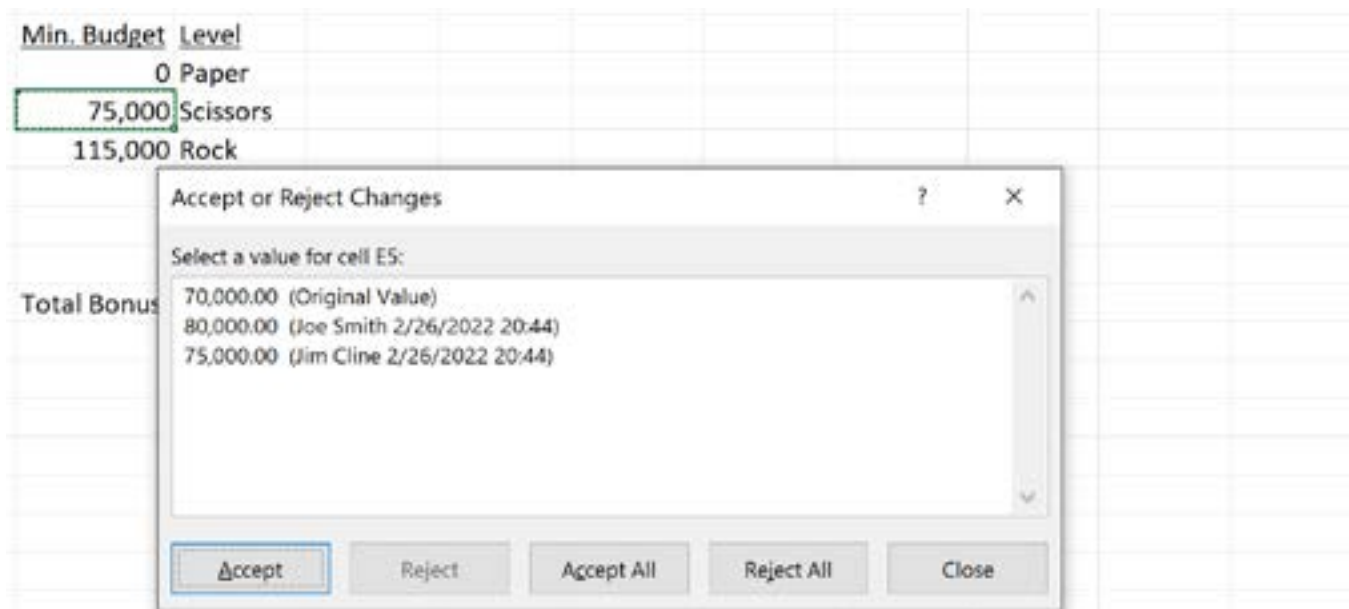 Min. Budget Level
0 Paper
75,000 Scissors
115,000 Rock
Total Bonus
Accept or Reject Changes ? ×
Select a value for cell E5:
70,000.00 (Original Value)
80,000.00 (Joe Smith 2/26/2022 20:44)
75,000.00 (Jim Cline 2/26/2022 20:44)
Accept Reject Accept All Reject All Close